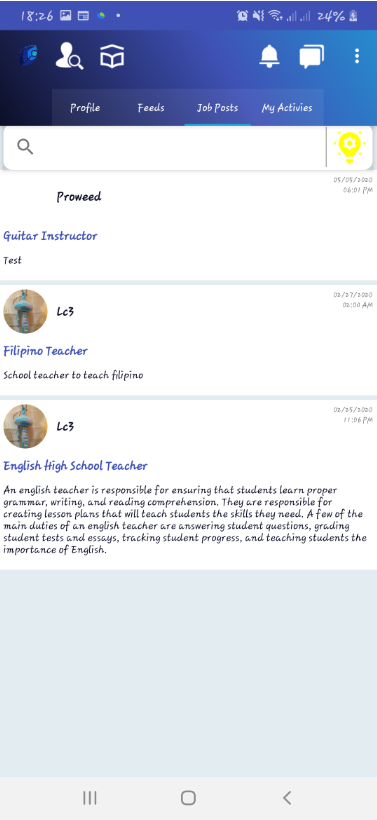 18:26
24%
Profile
Feeds
Job Posts
My Activies
05/05/2020
06:01 PM
Proweed
Guitar Instructor
Test
02/27/2020
02:00 AM
Lc3
Filipino Teacher
School teacher to teach filipino
02/25/2020
11:06 PM
Lc3
English High School Teacher
An english teacher is responsible for ensuring that students learn proper
grammar, writing, and reading comprehension. They are responsible for
creating lesson plans that will teach students the skills they need. A few of the
main duties of an english teacher are answering student questions, grading
student tests and essays, tracking student progress, and teaching students the
importance of English.